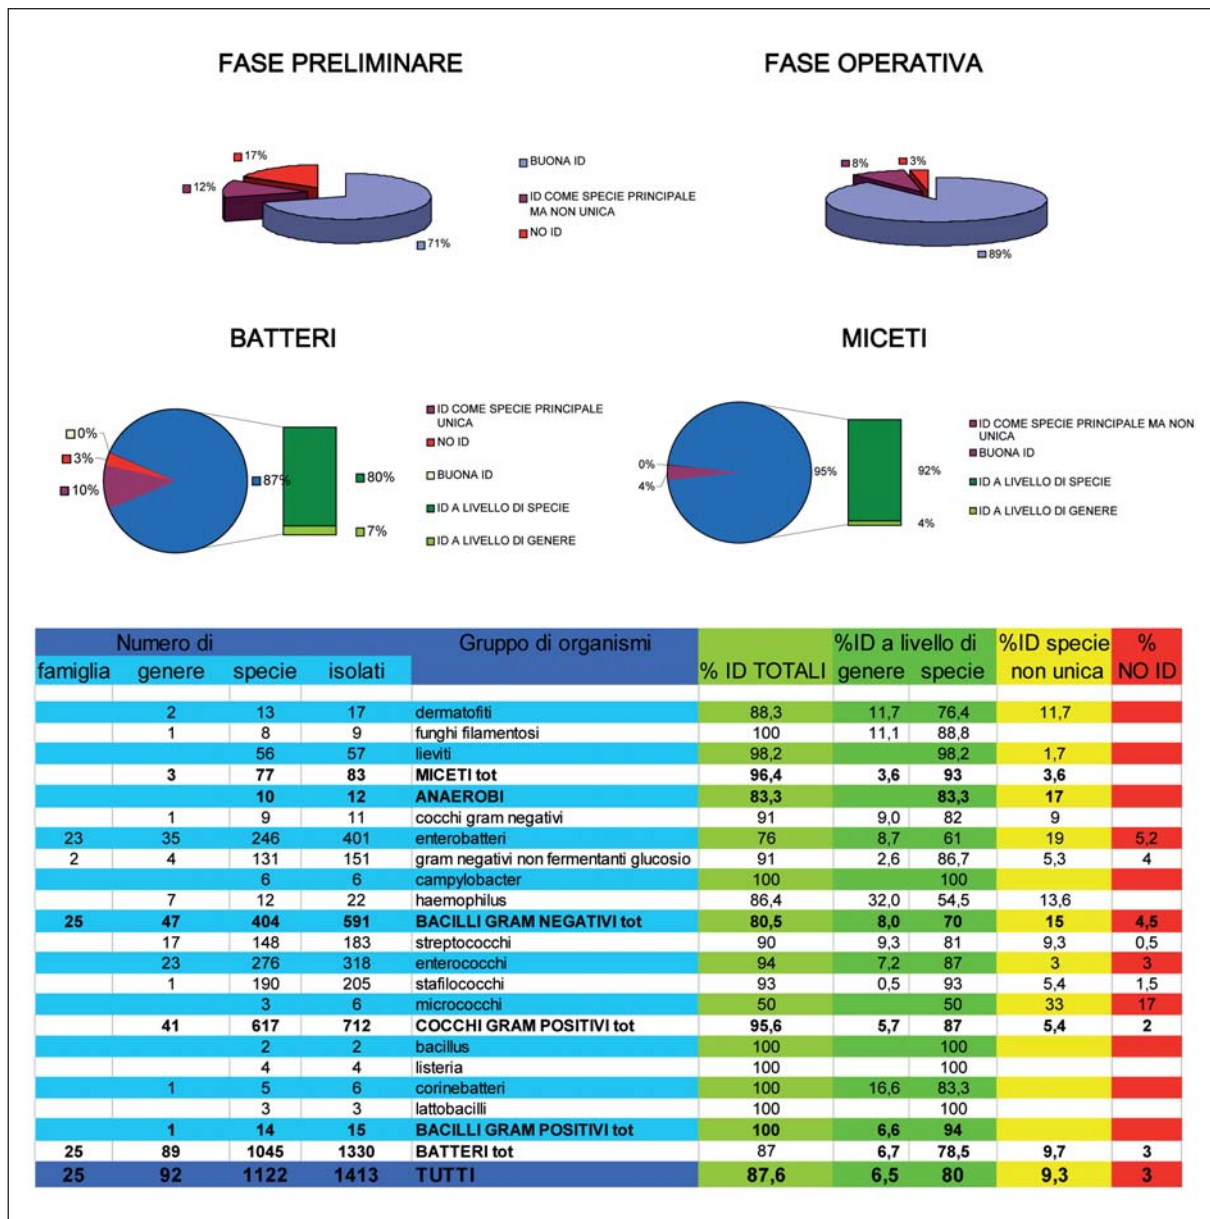 FASE PRELIMINARE
FASE OPERATIVA
17%
12%
71%
BUONA ID
ID COME SPECIE PRINCIPALE
MA NON UNICA
NO ID
8%
3%
89%
BATTERI
MICETI
0%
3%
10%
87%
80%
7%
ID COME SPECIE PRINCIPALE
UNICA
NO ID
BUONA ID
ID A LIVELLO DI SPECIE
ID A LIVELLO DI GENERE
0%
4%
95%
92%
4%
ID COME SPECIE PRINCIPALE MA NON
UNICA
BUONA ID
ID A LIVELLO DI SPECIE
ID A LIVELLO DI GENERE
Numero di Gruppo di organismi %ID a livello di %ID specie %
famiglia genere specie isolati % ID TOTALI genere specie non unica NO ID
2 13 17 dermatofiti 88,3 11,7 76,4 11,7
1 8 9 funghi filamentosi 100 11,1 88,8
56 57 lieviti 98,2 98,2 1,7
3 77 83 MICETI tot 96,4 3,6 93 3,6
10 12 ANAEROBI 83,3 83,3 17
1 9 11 cocchi gram negativi 91 9,0 82 9
23 35 246 401 enterobatteri 76 8,7 61 19 5,2
2 4 131 151 gram negativi non fermentanti glucosio 91 2,6 86,7 5,3 4
6 6 campylobacter 100 100
7 12 22 haemophilus 86,4 32,0 54,5 13,6
25 47 404 591 BACILLI GRAM NEGATIVI tot 80,5 8,0 70 15 4,5
17 148 183 streptococchi 90 9,3 81 9,3 0,5
23 276 318 enterococchi 94 7,2 87 3 3
1 190 205 stafilococchi 93 0,5 93 5,4 1,5
3 6 micrococchi 50 50 33 17
41 617 712 COCCHI GRAM POSITIVI tot 95,6 5,7 87 5,4 2
2 2 bacillus 100 100
4 4 listeria 100 100
1 5 6 corinebatteri 100 16,6 83,3
3 3 lattobacilli 100 100
1 14 15 BACILLI GRAM POSITIVI tot 100 6,6 94
25 89 1045 1330 BATTERI tot 87 6,7 78,5 9,7 3
25 92 1122 1413 TUTTI 87,6 6,5 80 9,3 3